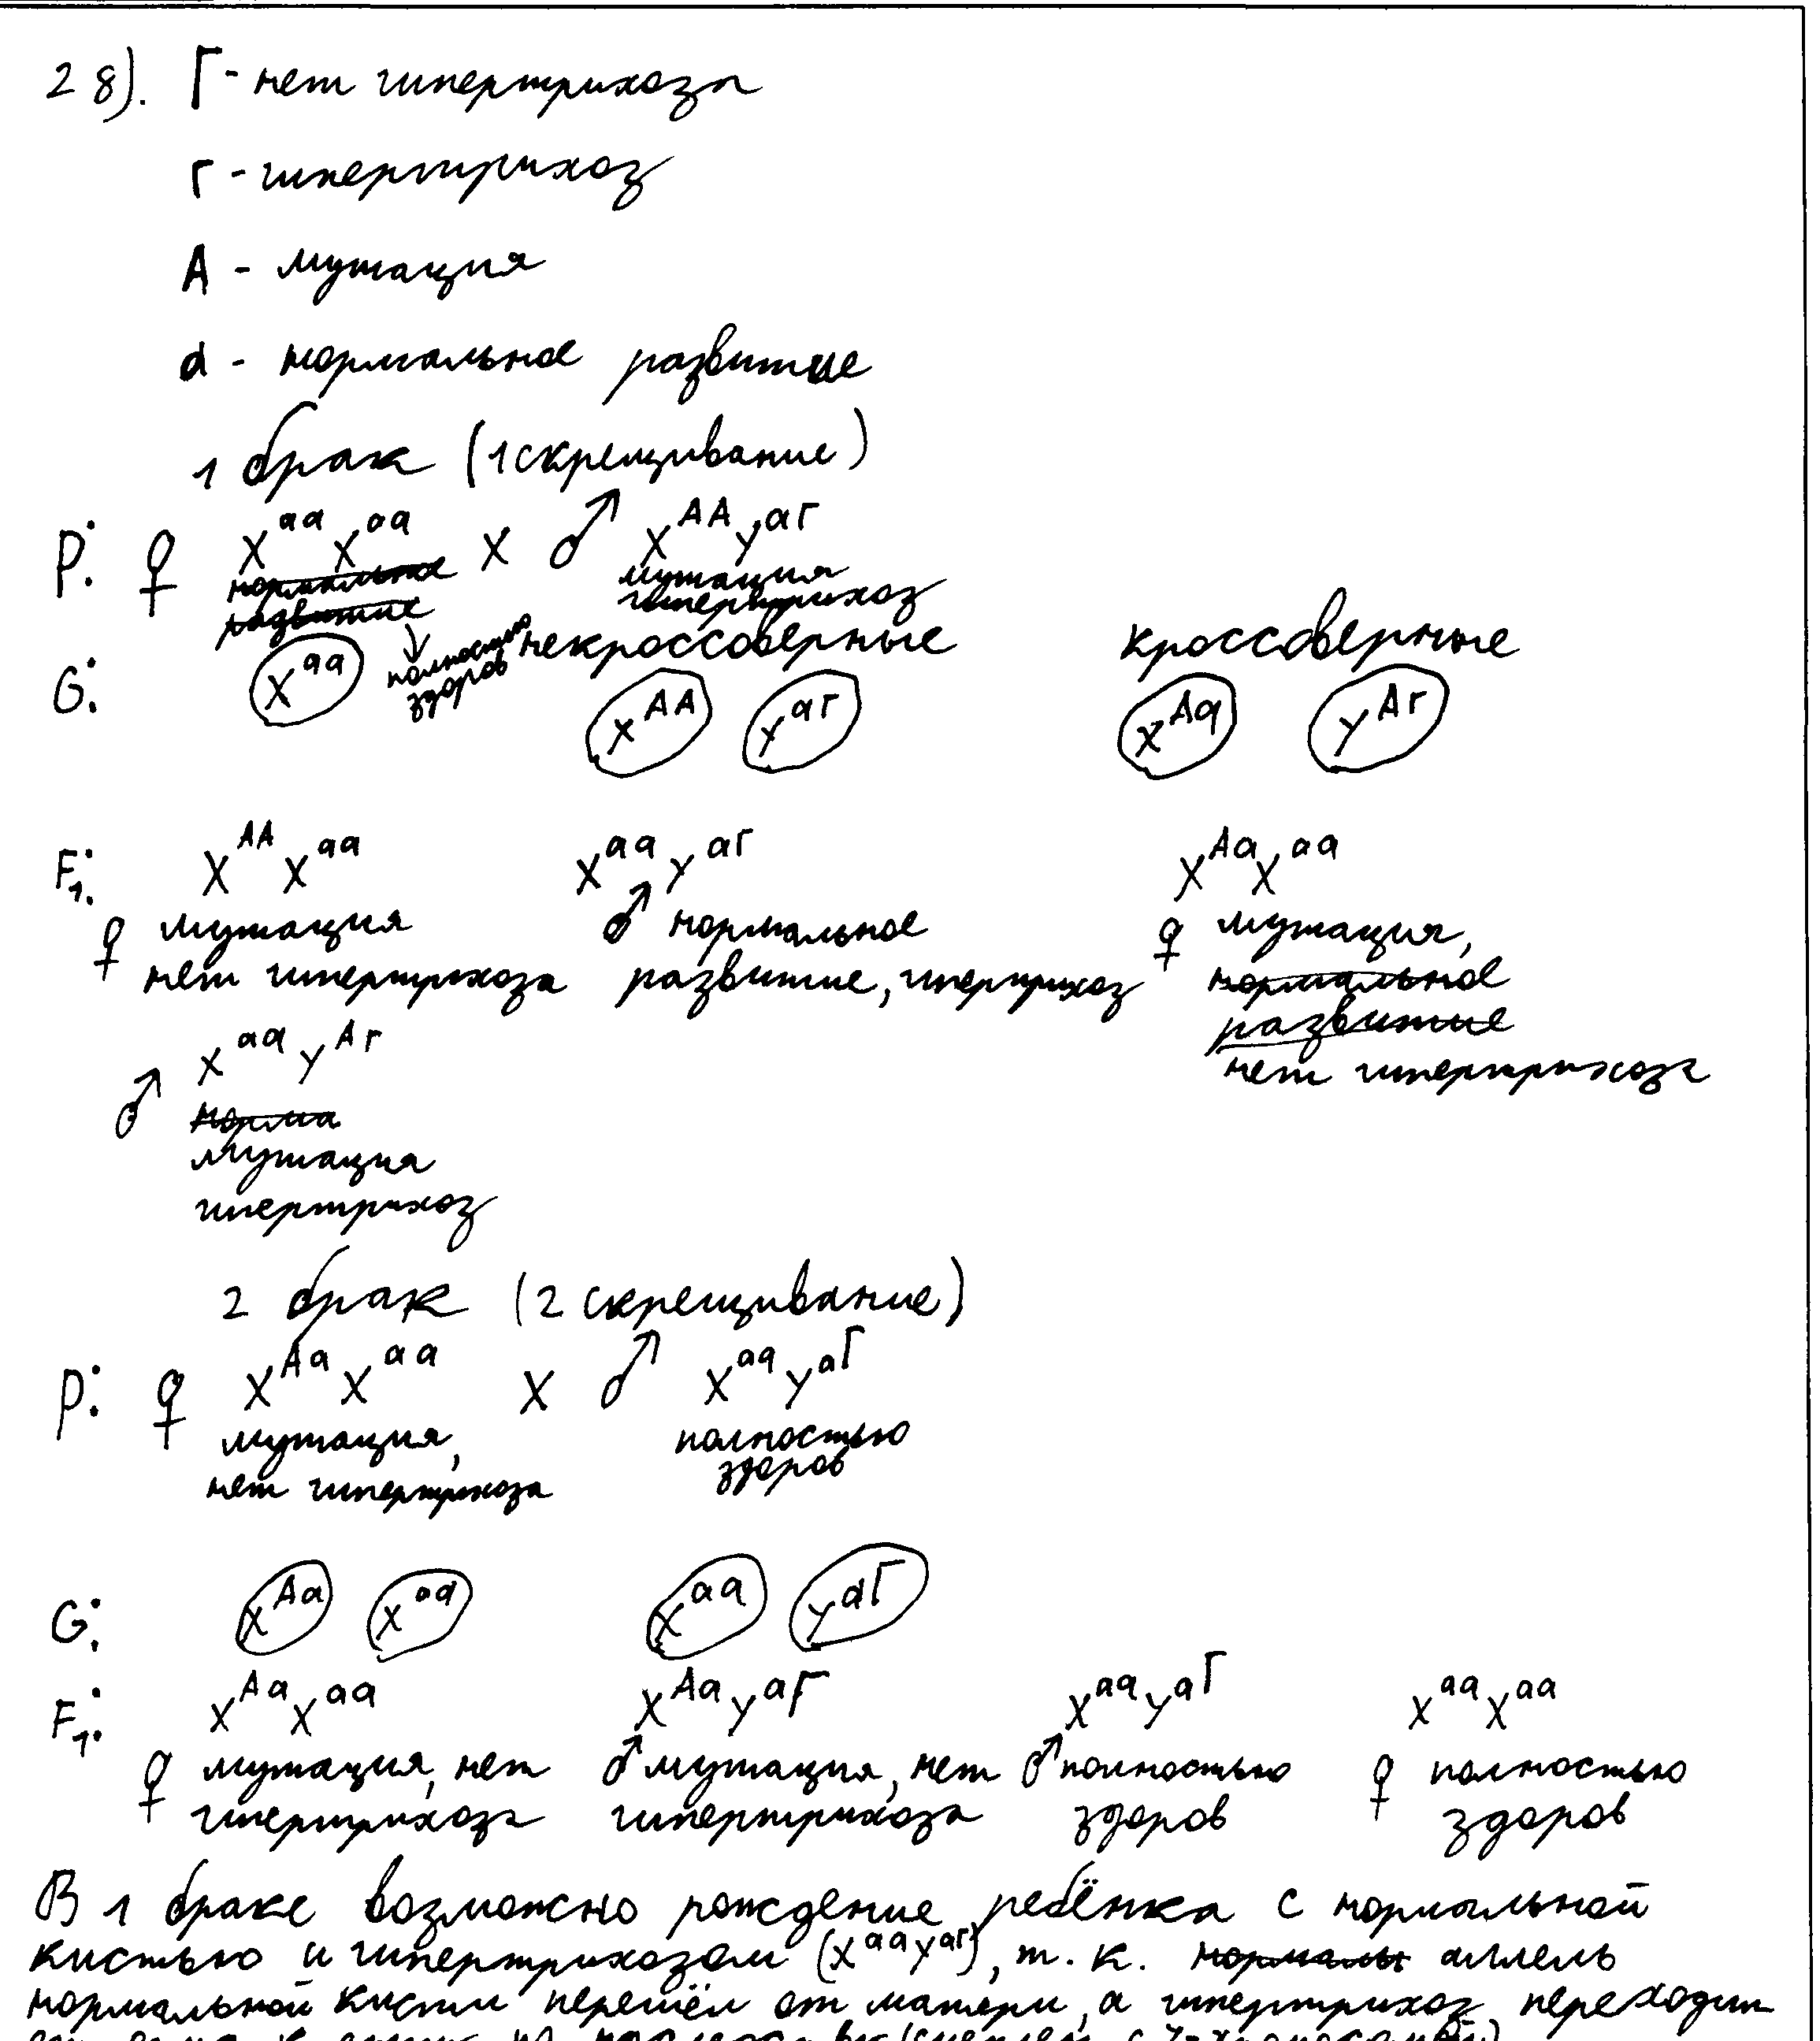 28). Г - нет гипертрихоза
г - гипертрихоз
А - мутация
а - нормальное развитие
1 брак (1 скрещивание)
P: ♀ X^aa X^aa X ♂ X^AA Y^aг
нормальное развитие мутация гипертрихоз
полностью здоров
некроссоверные кроссоверные
G: X^aa X^AA Y^aг X^Aa Y^Aг
F1: X^AA X^aa X^aa Y^aг X^Aa X^aa
♀ мутация ♂ нормальное ♀ мутация,
нет гипертрихоза развитие, гипертрихоз нормальное
развитие
нет гипертрихоза
X^aa Y^Aг
♂ норма
мутация
гипертрихоз
2 брак (2 скрещивание)
P: ♀ X^Aa X^aa X ♂ X^aa Y^aГ
мутация, полностью
нет гипертрихоза здоров
G: X^Aa X^aa X^aa Y^aГ
F1: X^Aa X^aa X^Aa Y^aГ X^aa Y^aГ X^aa X^aa
♀ мутация, нет ♂ мутация, нет ♂ полностью ♀ полностью
гипертрихоза гипертрихоза здоров здоров
В 1 браке возможно рождение ребёнка с нормальной
кистью и гипертрихозом (X^aa Y^aг), т. к. аллель
нормальной кисти перешёл от матери, а гипертрихоз переходит